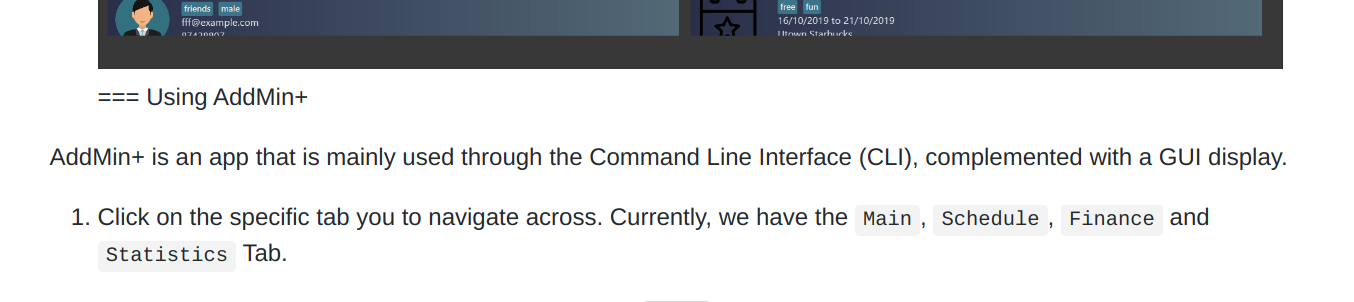 friends male
fff@example.com
free fun
16/10/2019 to 21/10/2019
Utown Starbucks
=== Using AddMin+
AddMin+ is an app that is mainly used through the Command Line Interface (CLI), complemented with a GUI display.
1. Click on the specific tab you to navigate across. Currently, we have the Main, Schedule, Finance and
Statistics Tab.